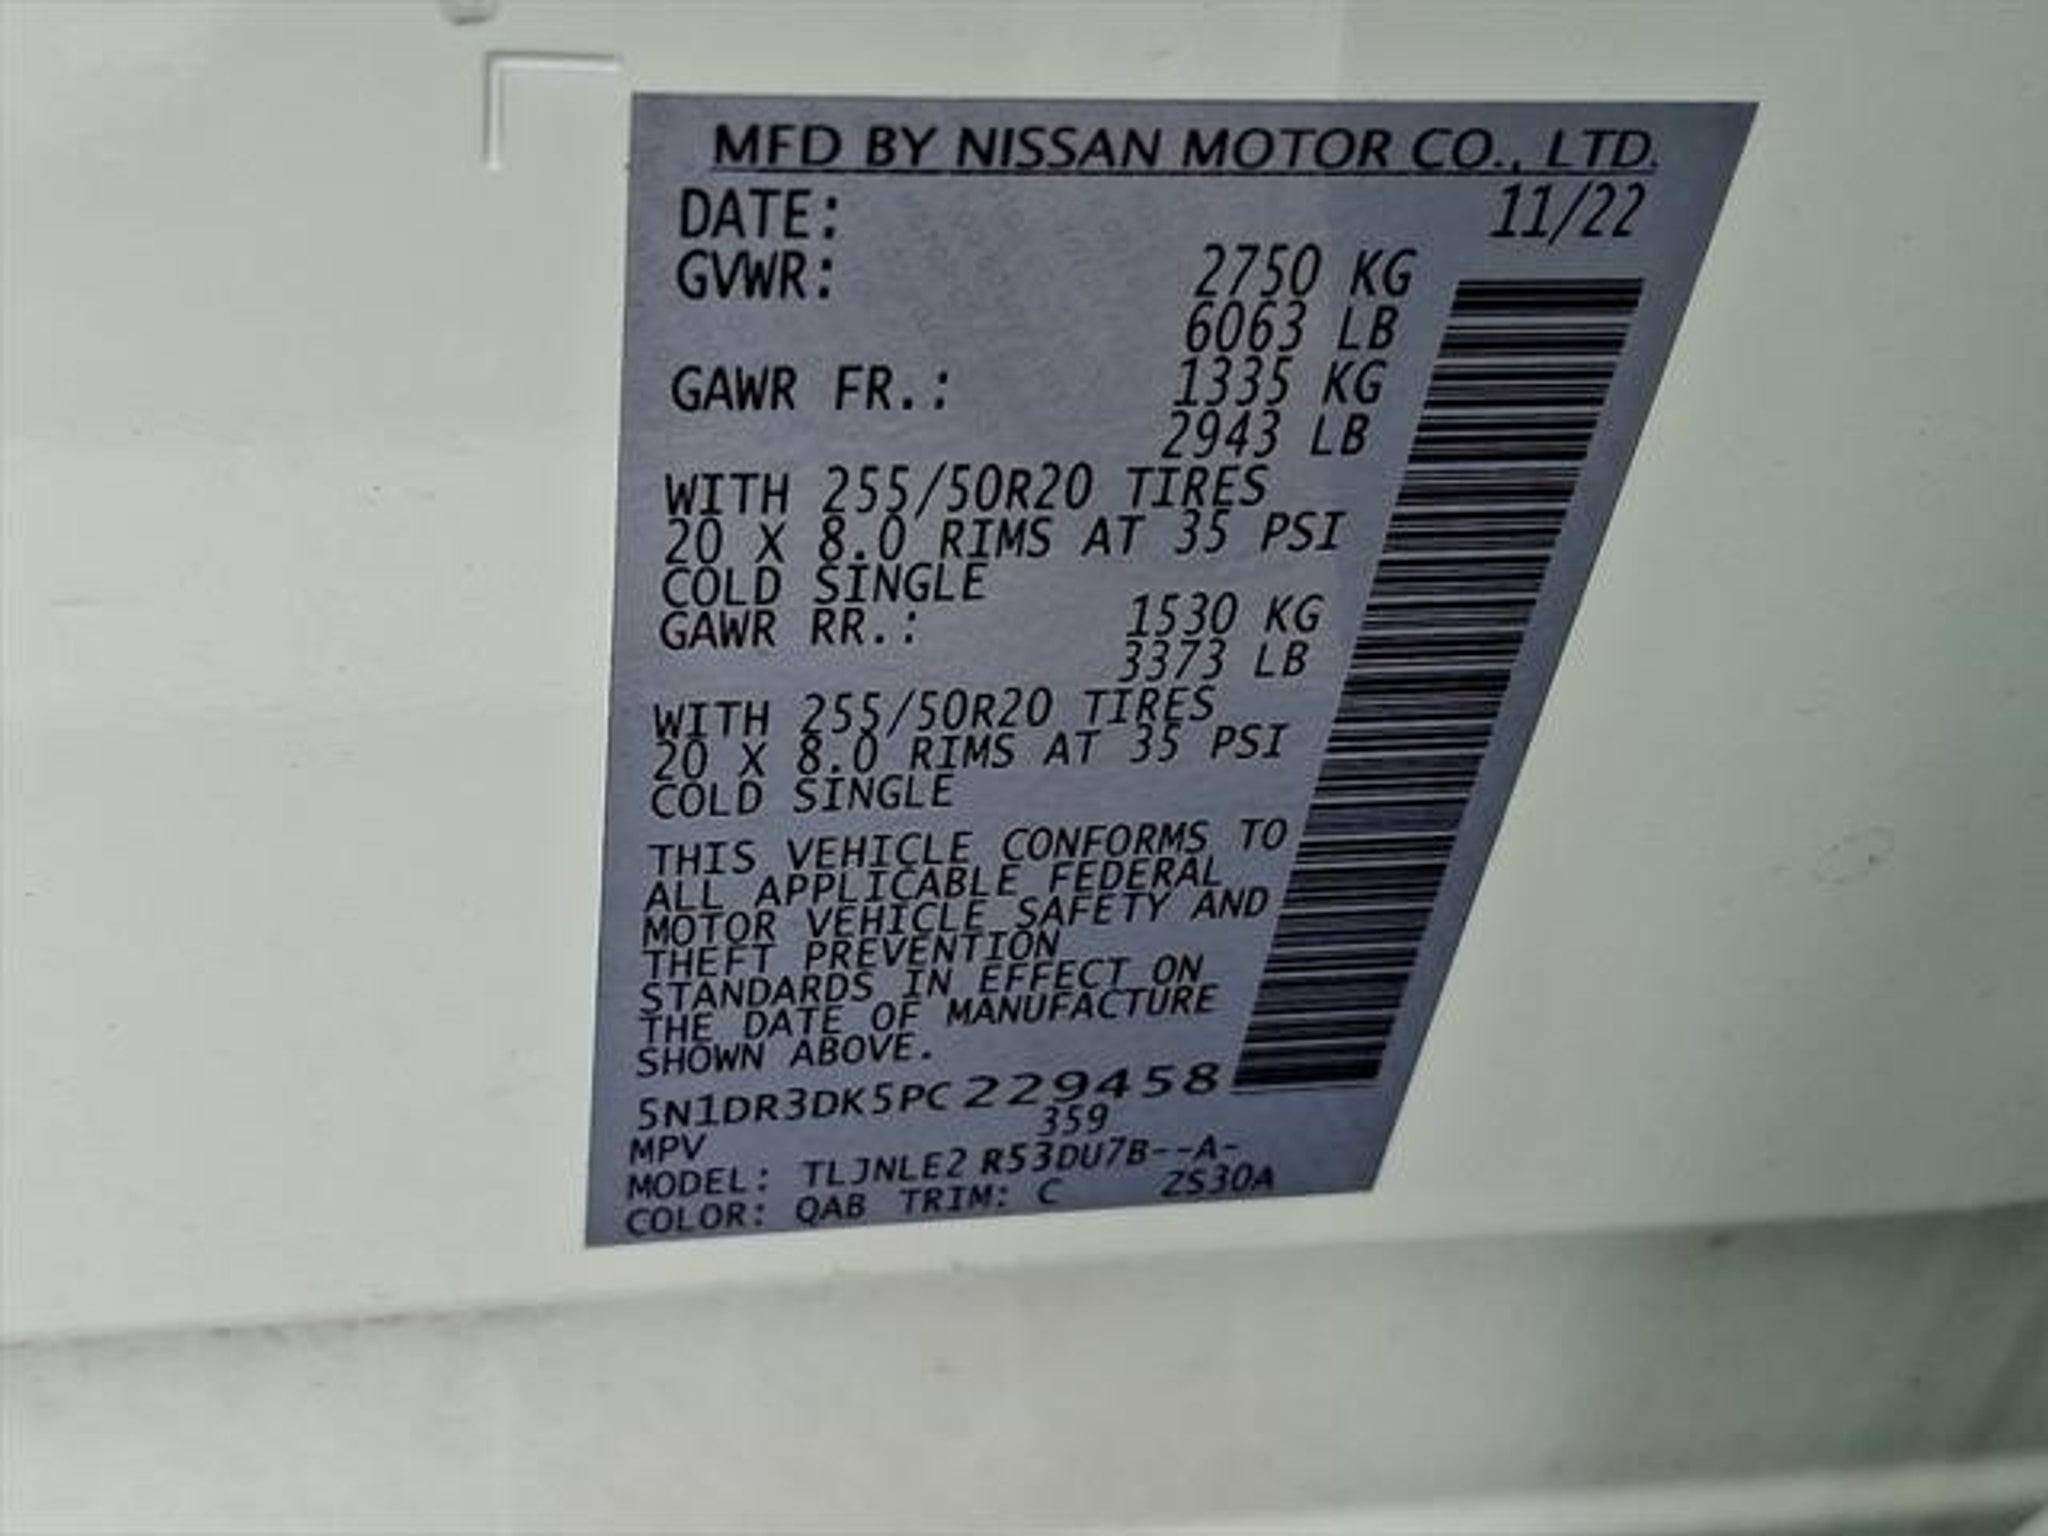 MFD BY NISSAN MOTOR CO., LTD.
DATE: 11/22
GVWR: 2750 KG
6063 LB
GAWR FR.: 1335 KG
2943 LB
WITH 255/50R20 TIRES
20 X 8.0 RIMS AT 35 PSI
COLD SINGLE
GAWR RR.: 1530 KG
3373 LB
WITH 255/50R20 TIRES
20 X 8.0 RIMS AT 35 PSI
COLD SINGLE
THIS VEHICLE CONFORMS TO
ALL APPLICABLE FEDERAL
MOTOR VEHICLE SAFETY AND
THEFT PREVENTION
STANDARDS IN EFFECT ON
THE DATE OF MANUFACTURE
SHOWN ABOVE.
5N1DR3DK5PC229458
MPV 359
MODEL: TLJNLE2 R53DU7B--A-
COLOR: QAB TRIM: C ZS30A